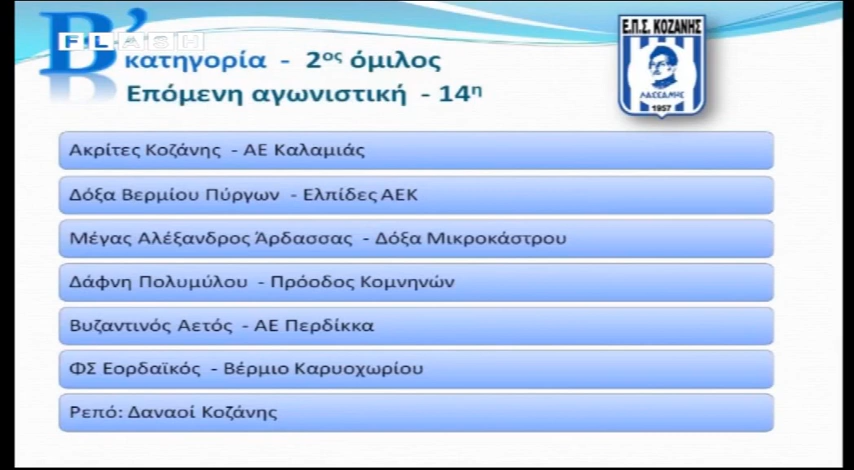 FLASH
Β' κατηγορία - 2ος όμιλος
Επόμενη αγωνιστική - 14η
Ε.Π.Σ. ΚΟΖΑΝΗΣ
ΛΑΣΣΑΝΗΣ
1957
Ακρίτες Κοζάνης - ΑΕ Καλαμιάς
Δόξα Βερμίου Πύργων - Ελπίδες ΑΕΚ
Μέγας Αλέξανδρος Άρδασσας - Δόξα Μικροκάστρου
Δάφνη Πολυμύλου - Πρόοδος Κομνηνών
Βυζαντινός Αετός - ΑΕ Περδίκκα
ΦΣ Εορδαϊκός - Βέρμιο Καρυοχωρίου
Ρεπό: Δαναοί Κοζάνης